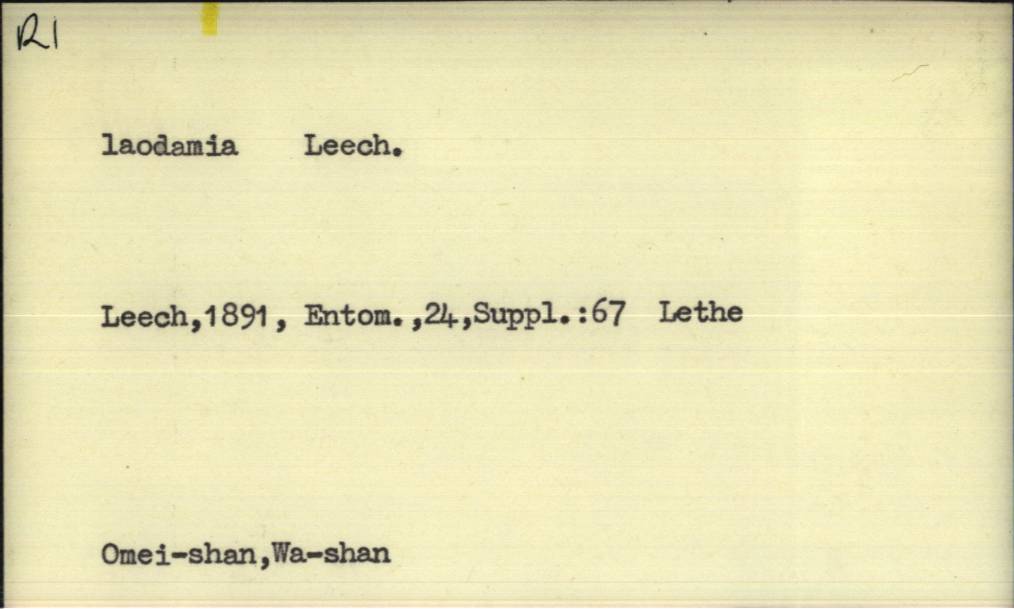 R1
laodamia Leech.
Leech,1891, Entom.,24,Suppl.:67 Lethe
Omei-shan,Wa-shan